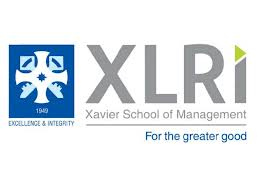 1949
EXCELLENCE & INTEGRITY
XLRi
Xavier School of Management
For the greater good